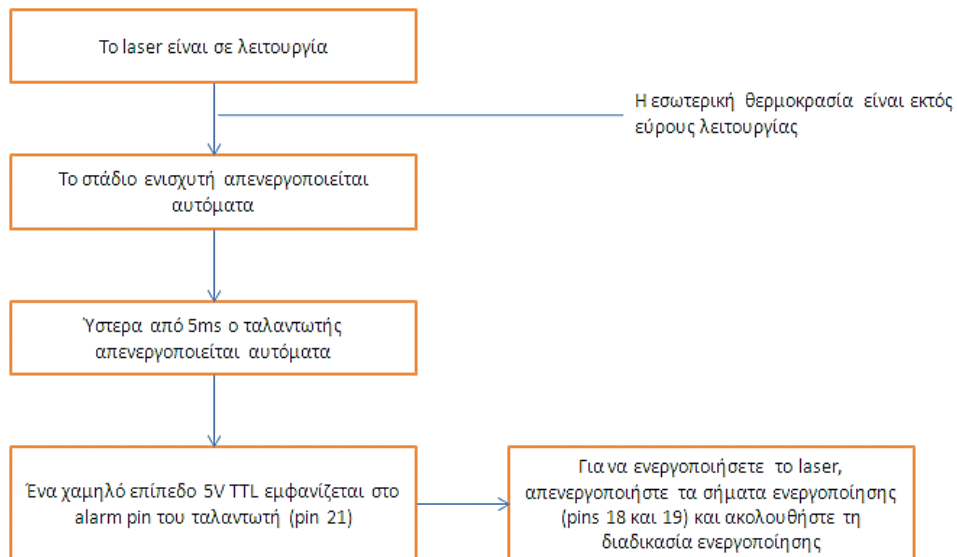 Το laser είναι σε λειτουργία
Η εσωτερική θερμοκρασία είναι εκτός
εύρους λειτουργίας
Το στάδιο ενισχυτή απενεργοποιείται
αυτόματα
Ύστερα από 5ms ο ταλαντωτής
απενεργοποιείται αυτόματα
Ένα χαμηλό επίπεδο 5V TTL εμφανίζεται στο
alarm pin του ταλαντωτή (pin 21)
Για να ενεργοποιήσετε το laser,
απενεργοποιήστε τα σήματα ενεργοποίησης
(pins 18 και 19) και ακολουθήστε τη
διαδικασία ενεργοποίησης